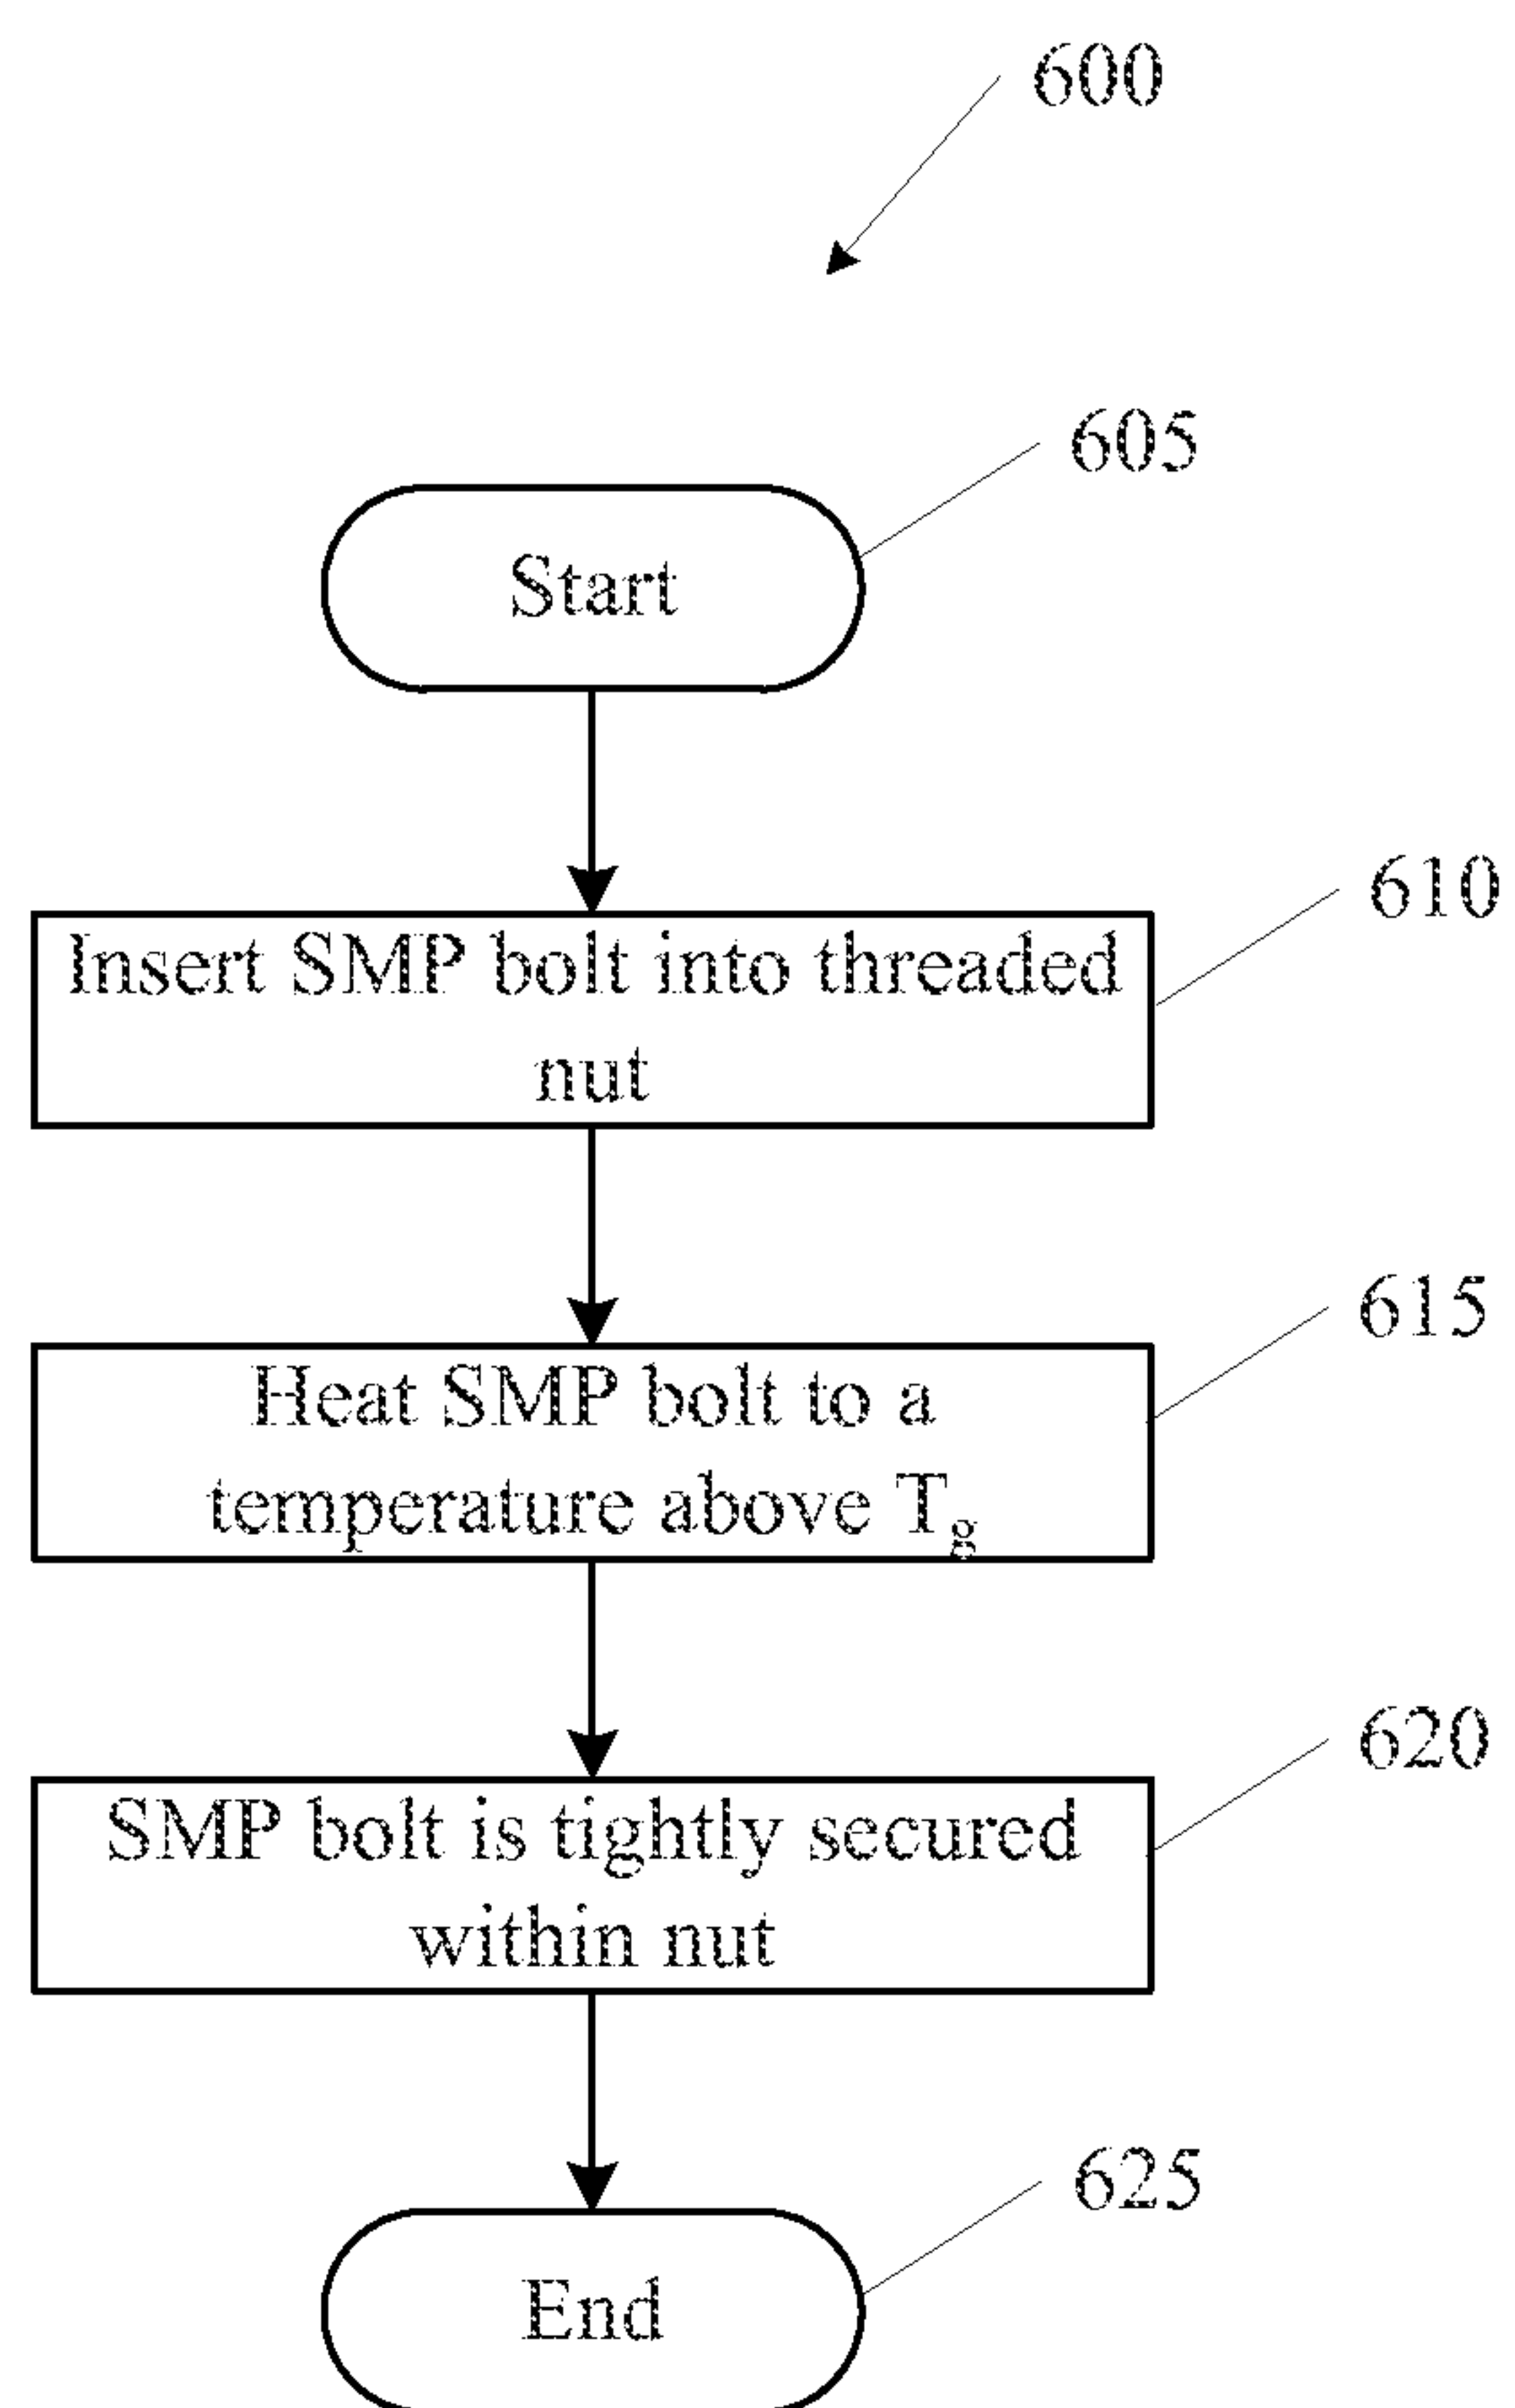 600
605
Start
610
Insert SMP bolt into threaded
nut
615
Heat SMP bolt to a
temperature above Tg
620
SMP bolt is tightly secured
within nut
625
End